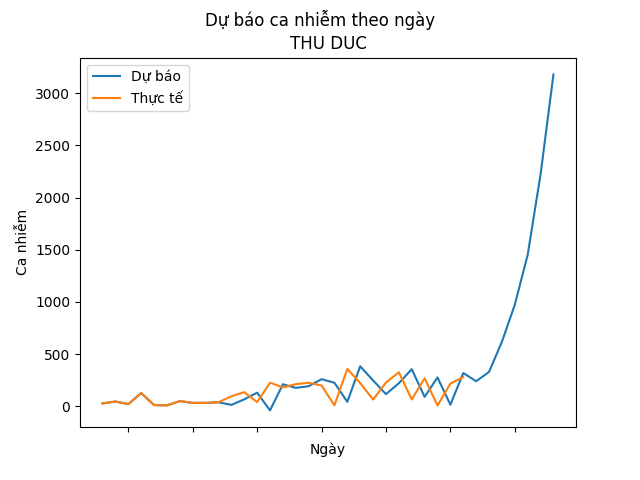 Dự báo ca nhiễm theo ngày
THU DUC
Dự báo
Thực tế
3000
2500
2000
1500
1000
500
0
Ca nhiễm
Ngày